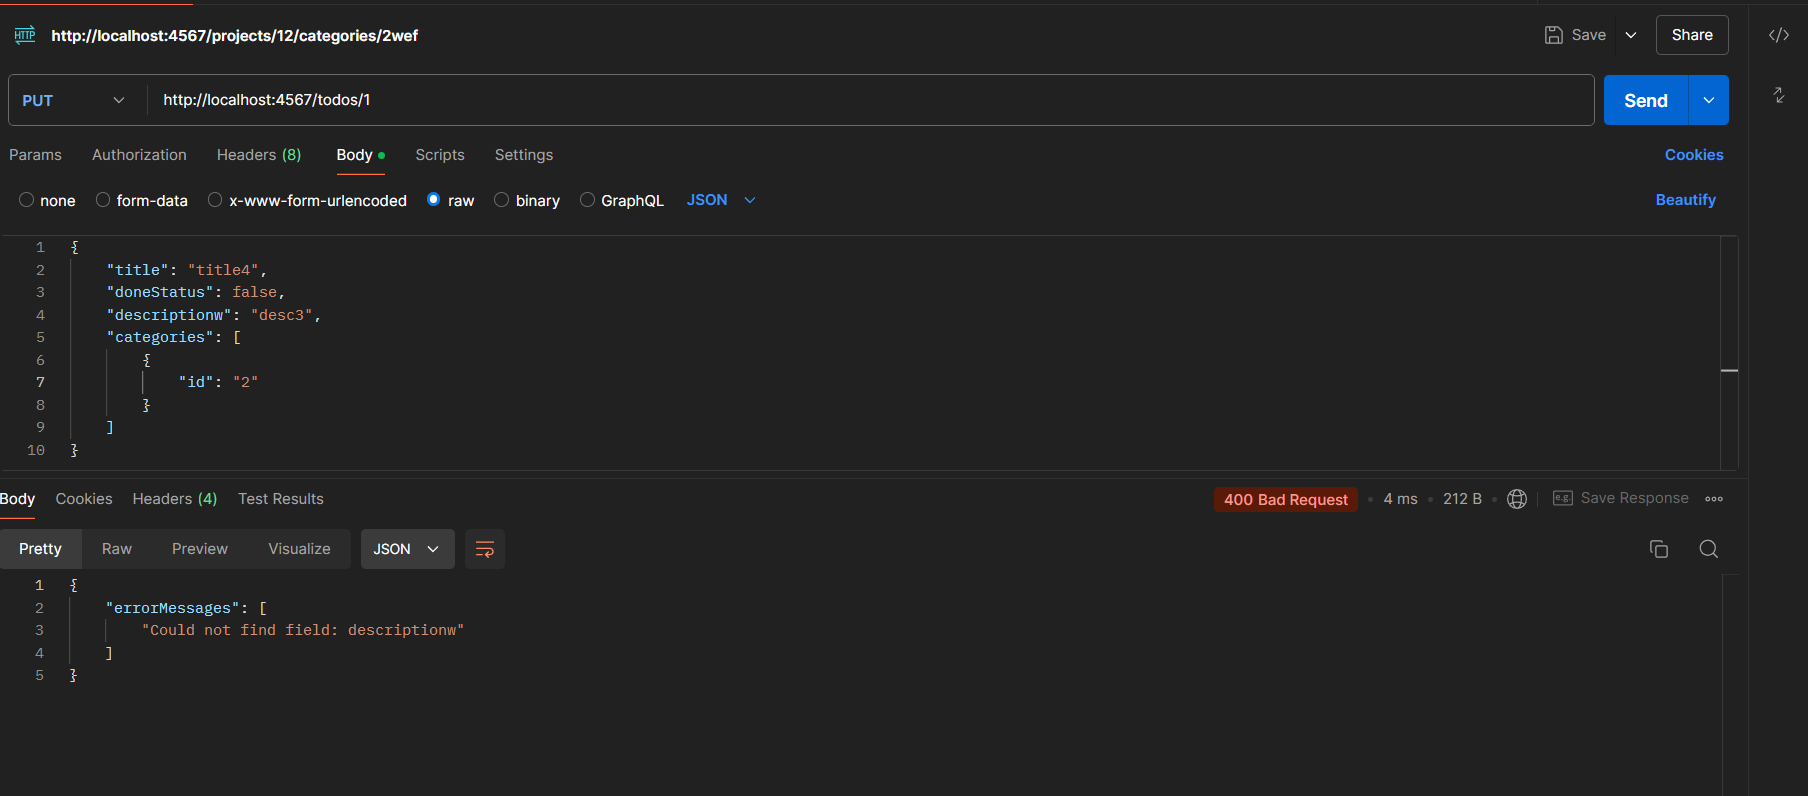 HTTP http://localhost:4567/projects/12/categories/2wef Save Share </>
PUT http://localhost:4567/todos/1 Send
Params Authorization Headers (8) Body Scripts Settings Cookies
none form-data x-www-form-urlencoded raw binary GraphQL JSON Beautify
1 {
2 "title": "title4",
3 "doneStatus": false,
4 "descriptionw": "desc3",
5 "categories": [
6 {
7 "id": "2"
8 }
9 ]
10 }
Body Cookies Headers (4) Test Results 400 Bad Request • 4 ms • 212 B • e.g. Save Response
Pretty Raw Preview Visualize JSON
1 {
2 "errorMessages": [
3 "Could not find field: descriptionw"
4 ]
5 }